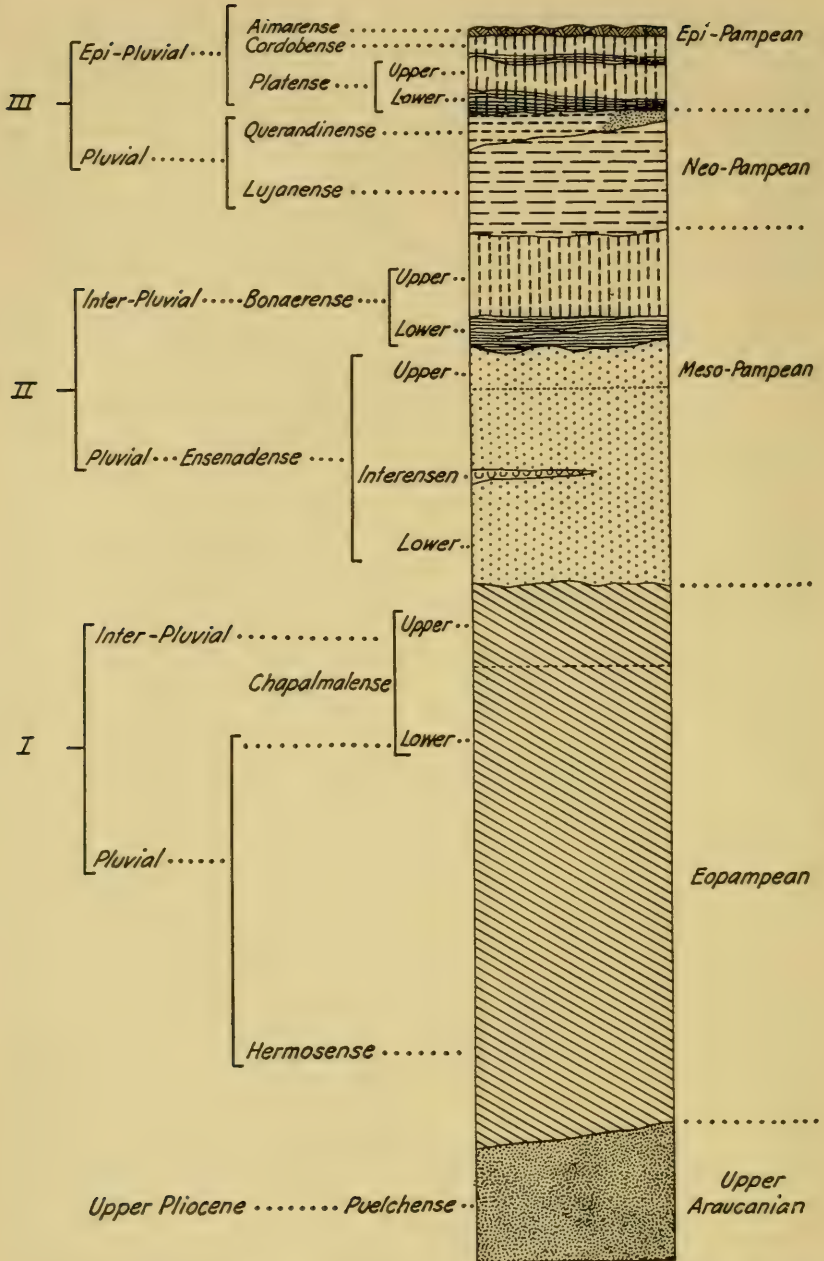 Aimarense
Epi-Pampean
Epi-Pluvial
Cordobense
Platense
Upper
Lower
III
Querandinense
Pluvial
Neo-Pampean
Lujanense
Upper
Inter-Pluvial
Bonaerense
Lower
Upper
Meso-Pampean
II
Pluvial
Ensenadense
Interensen
Lower
Inter-Pluvial
Upper
Chapalmalense
Lower
I
Pluvial
Eopampean
Hermosense
Upper Pliocene
Puelchense
Upper
Araucanian